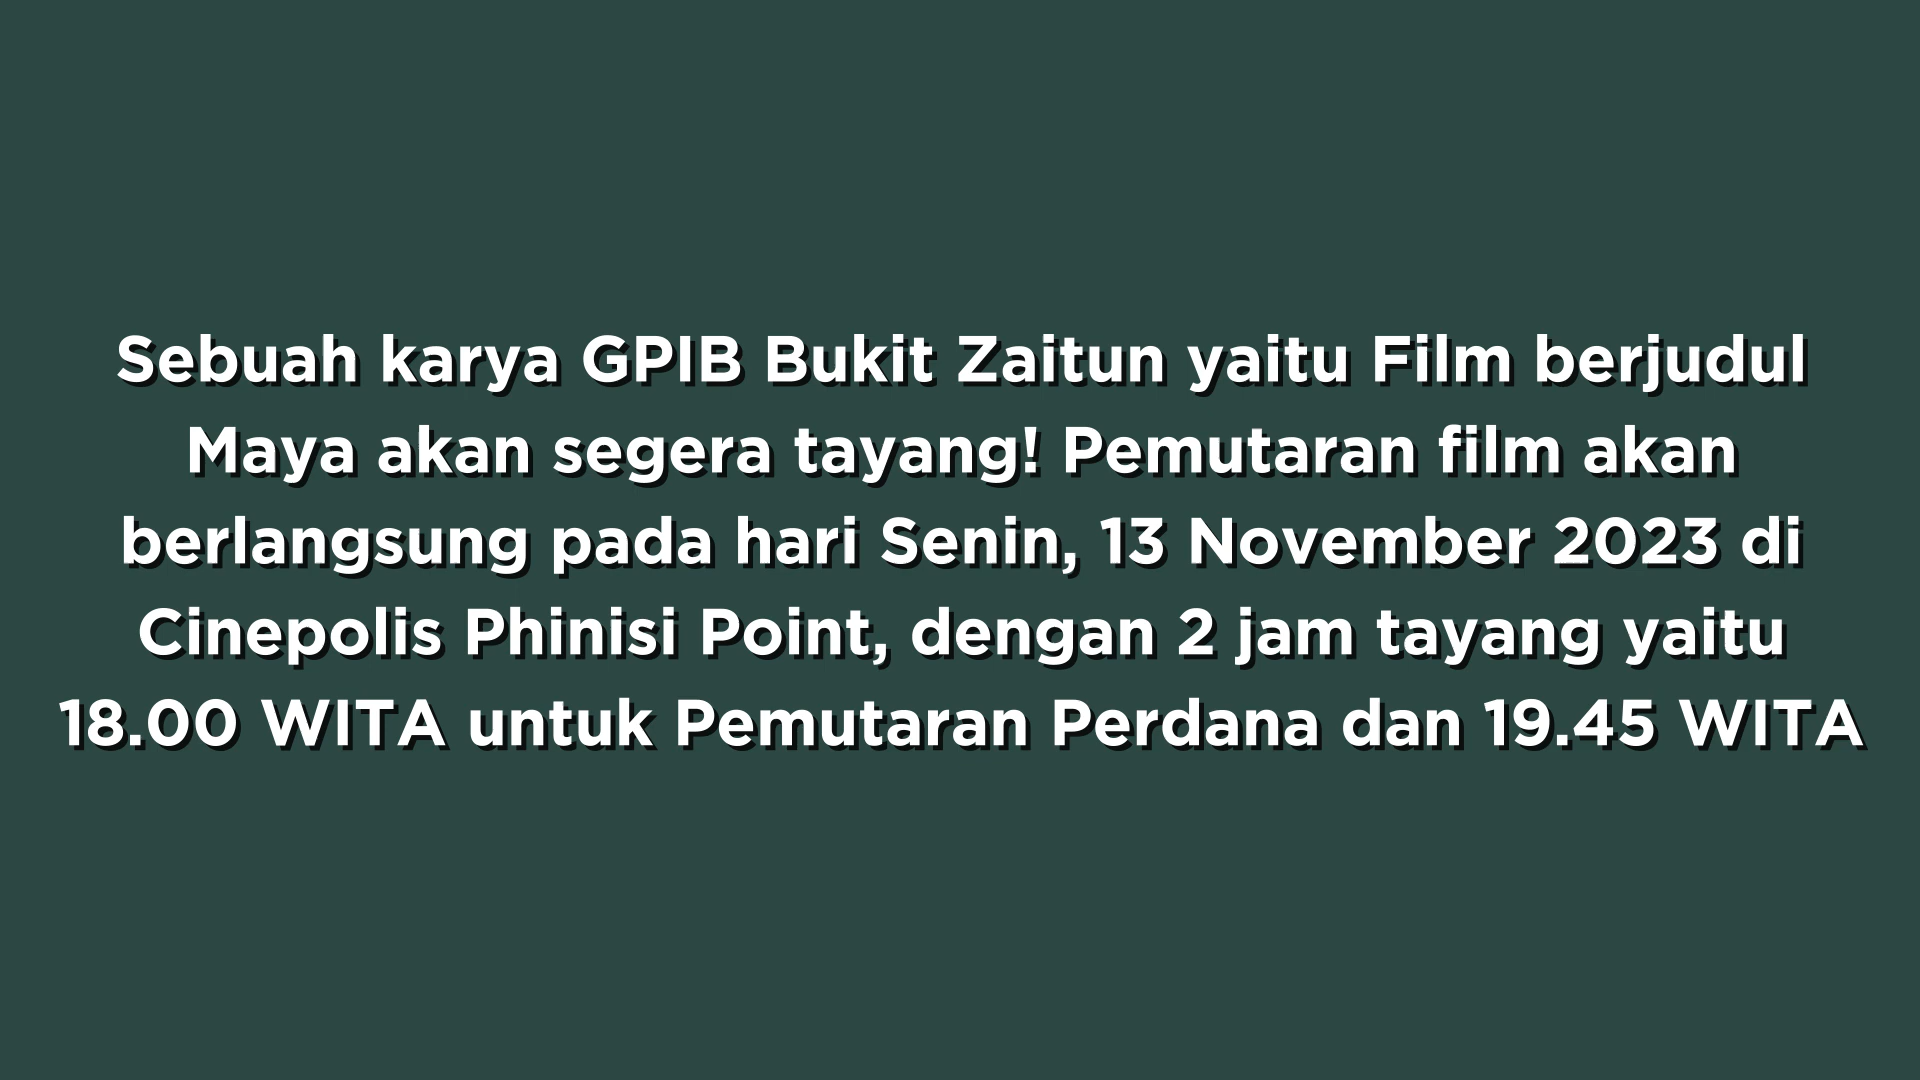 Sebuah karya GPIB Bukit Zaitun yaitu Film berjudul
Maya akan segera tayang! Pemutaran film akan
berlangsung pada hari Senin, 13 November 2023 di
Cinepolis Phinisi Point, dengan 2 jam tayang yaitu
18.00 WITA untuk Pemutaran Perdana dan 19.45 WITA